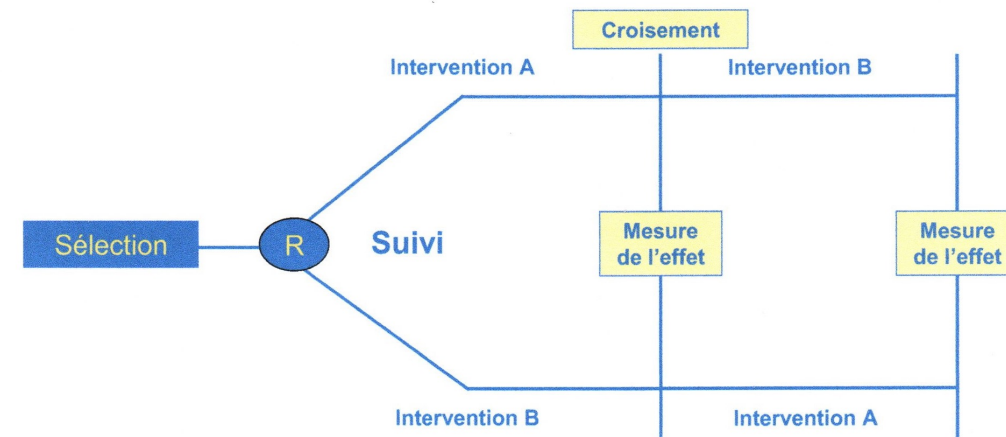 Croisement
Intervention A
Intervention B
Sélection
R
Suivi
Mesure
de l'effet
Mesure
de l'effet
Intervention B
Intervention A